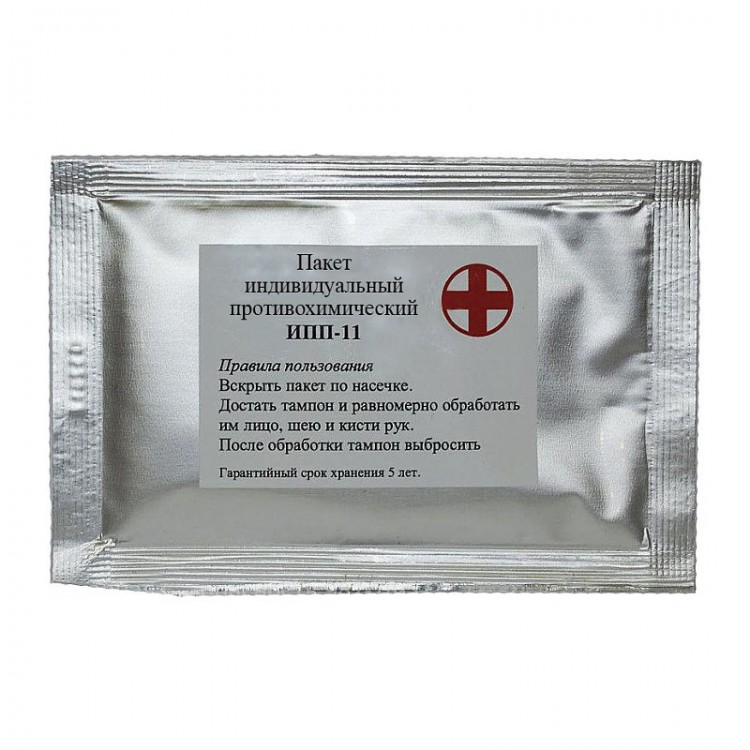 Пакет
индивидуальный
противохимический
ИПП-11
Правила пользования
Вскрыть пакет по насечке.
Достать тампон и равномерно обработать
им лицо, шею и кисти рук.
После обработки тампон выбросить
Гарантийный срок хранения 5 лет.